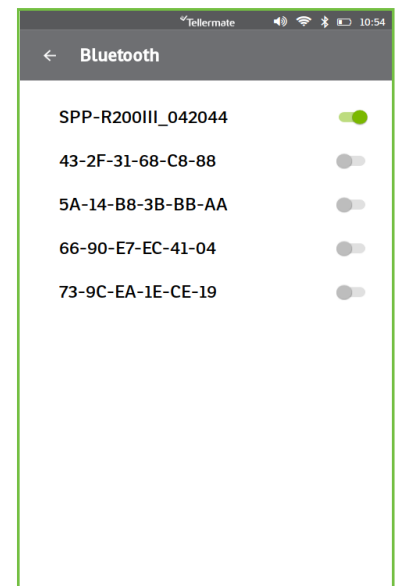 Tellermate 10:54
Bluetooth
SPP-R200III_042044
43-2F-31-68-C8-88
5A-14-B8-3B-BB-AA
66-90-E7-EC-41-04
73-9C-EA-1E-CE-19